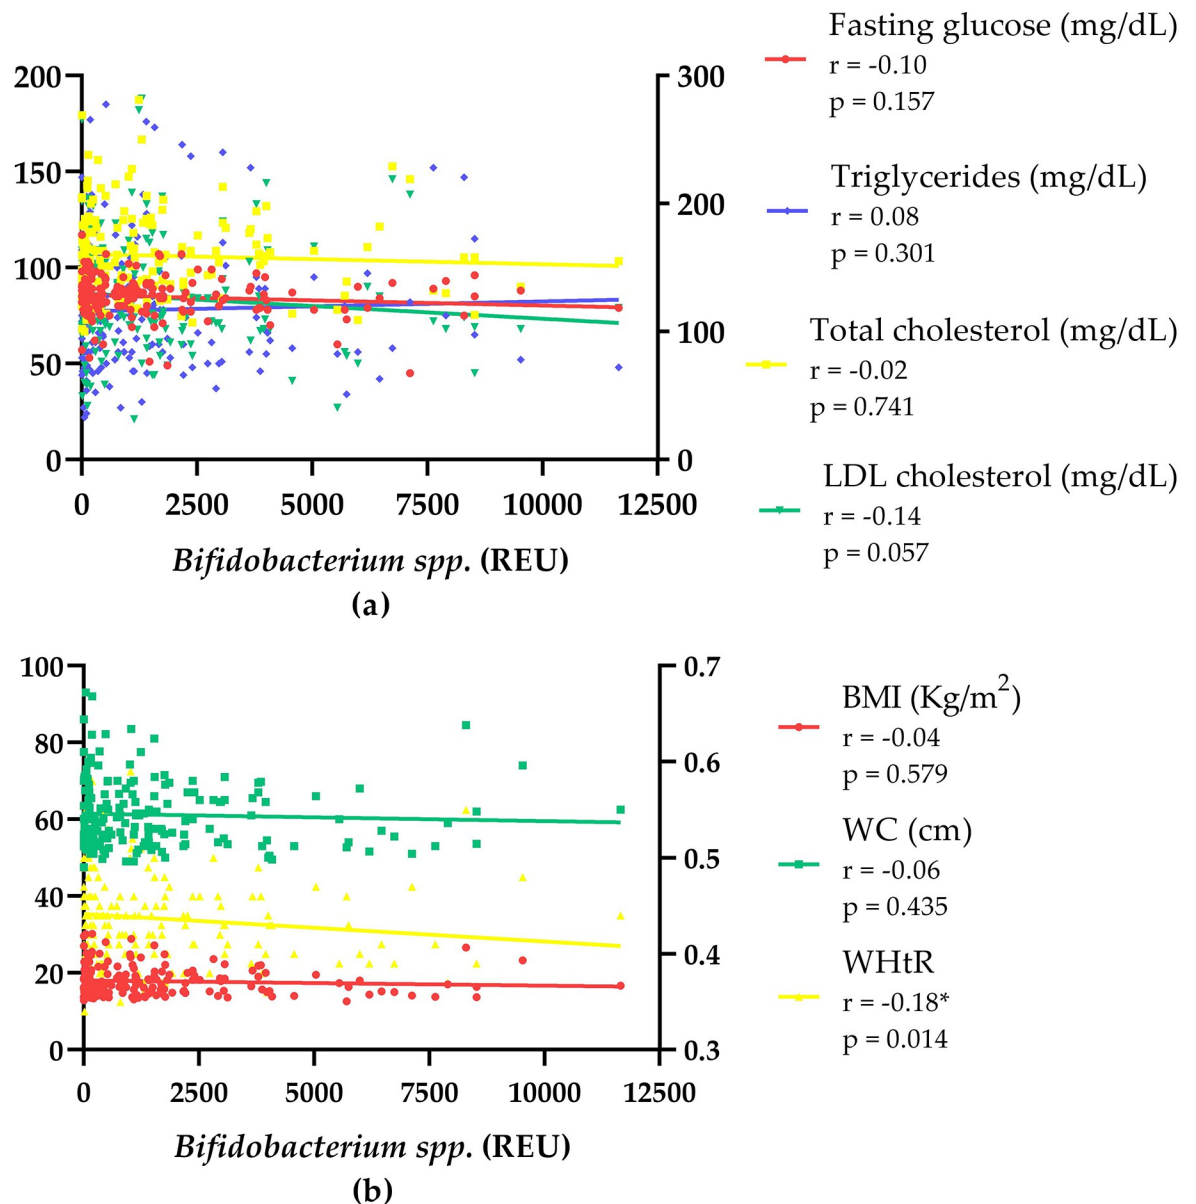 Fasting glucose (mg/dL)
r = -0.10
p = 0.157
Triglycerides (mg/dL)
r = 0.08
p = 0.301
Total cholesterol (mg/dL)
r = -0.02
p = 0.741
LDL cholesterol (mg/dL)
r = -0.14
p = 0.057
200
150
100
50
0
300
200
100
0
0 2500 5000 7500 10000 12500
Bifidobacterium spp. (REU)
(a)
100
80
60
40
20
0
0.7
0.6
0.5
0.4
0.3
0 2500 5000 7500 10000 12500
Bifidobacterium spp. (REU)
(b)
BMI (Kg/m²)
r = -0.04
p = 0.579
WC (cm)
r = -0.06
p = 0.435
WHtR
r = -0.18*
p = 0.014